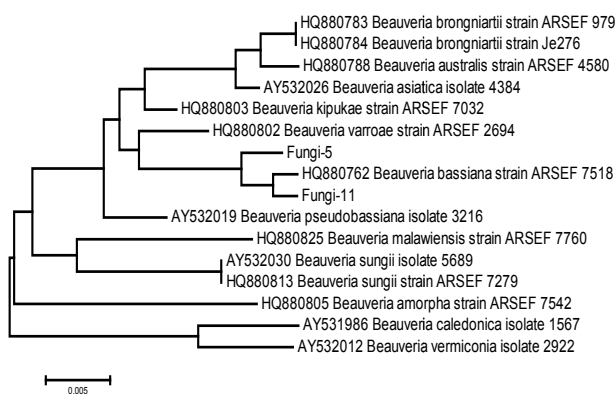 HQ880783 Beauveria brongniartii strain ARSEF 979
HQ880784 Beauveria brongniartii strain Je276
HQ880788 Beauveria australis strain ARSEF 4580
AY532026 Beauveria asiatica isolate 4384
HQ880803 Beauveria kipukae strain ARSEF 7032
HQ880802 Beauveria varroae strain ARSEF 2694
Fungi-5
HQ880762 Beauveria bassiana strain ARSEF 7518
Fungi-11
AY532019 Beauveria pseudobassiana isolate 3216
HQ880825 Beauveria malawiensis strain ARSEF 7760
AY532030 Beauveria sungii isolate 5689
HQ880813 Beauveria sungii strain ARSEF 7279
HQ880805 Beauveria amorpha strain ARSEF 7542
AY531986 Beauveria caledonica isolate 1567
AY532012 Beauveria vermiconia isolate 2922
0.005